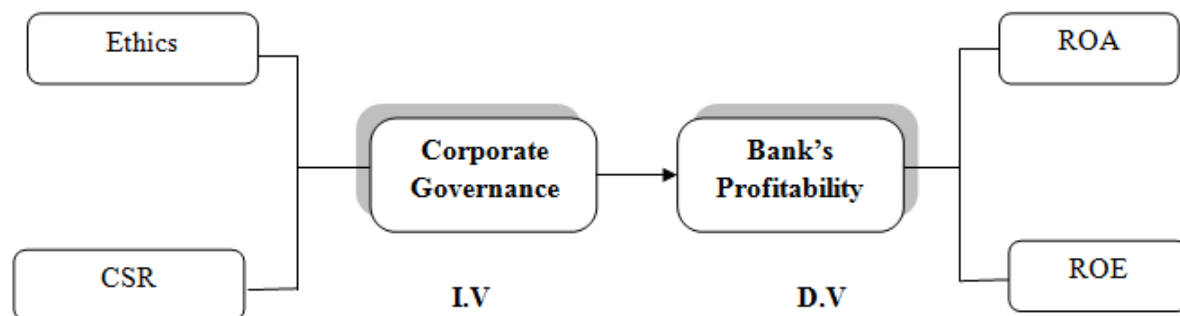 Ethics
ROA
Corporate
Governance
Bank’s
Profitability
CSR
ROE
I.V
D.V